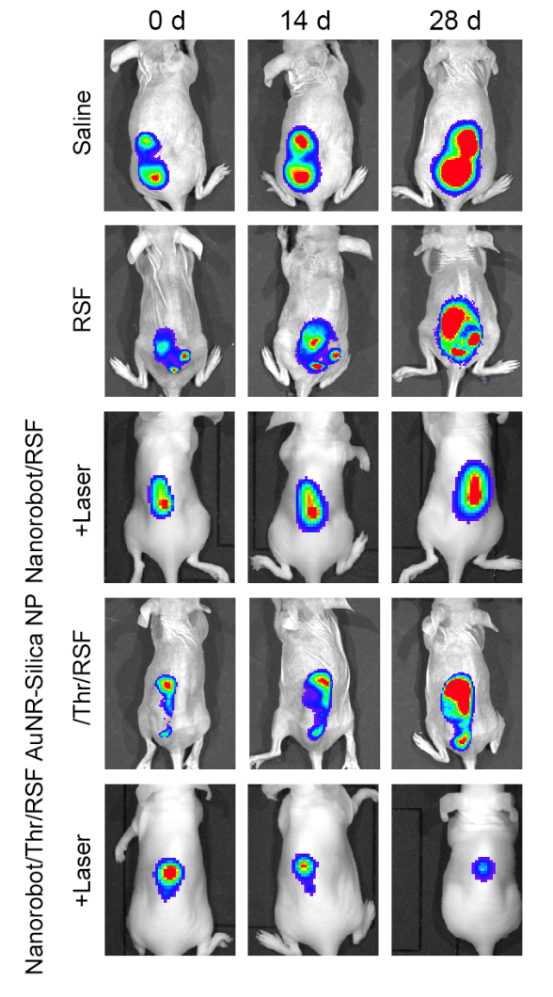 0 d 14 d 28 d
Saline
RSF
Nanorobot/RSF
+Laser
AuNR-Silica NP
/Thr/RSF
Nanorobot/Thr/RSF
+Laser